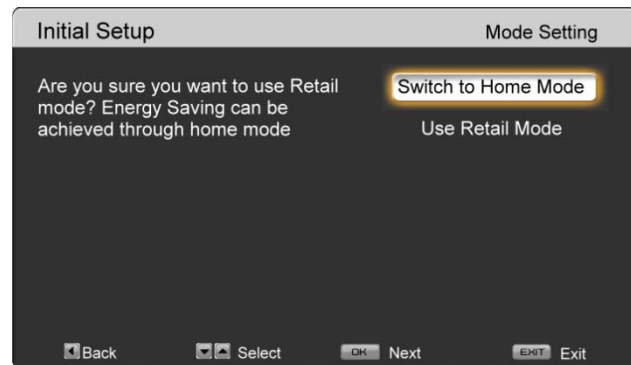 Initial Setup
Mode Setting
Are you sure you want to use Retail
mode? Energy Saving can be
achieved through home mode
Switch to Home Mode
Use Retail Mode
Back
Select
OK Next
EXIT Exit